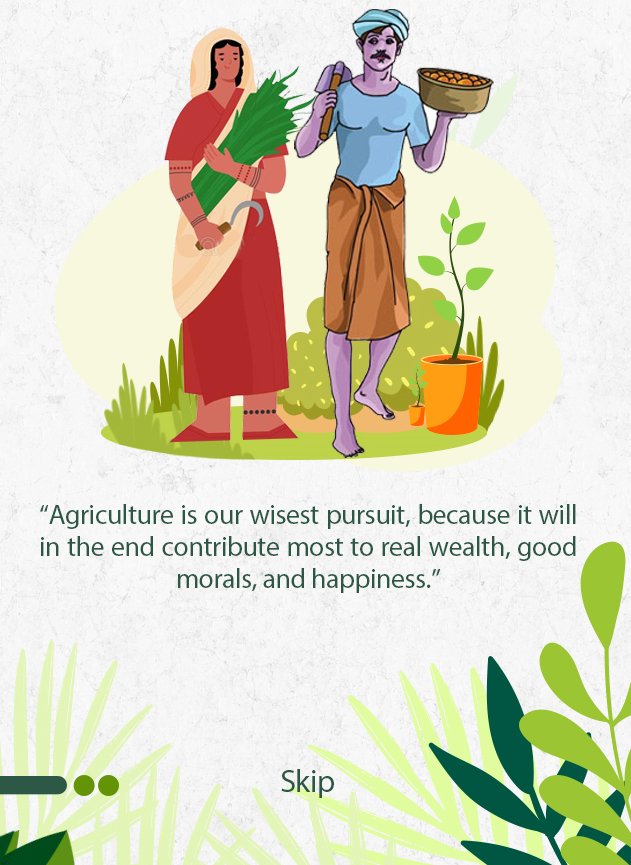 “Agriculture is our wisest pursuit, because it will
in the end contribute most to real wealth, good
morals, and happiness.”
Skip